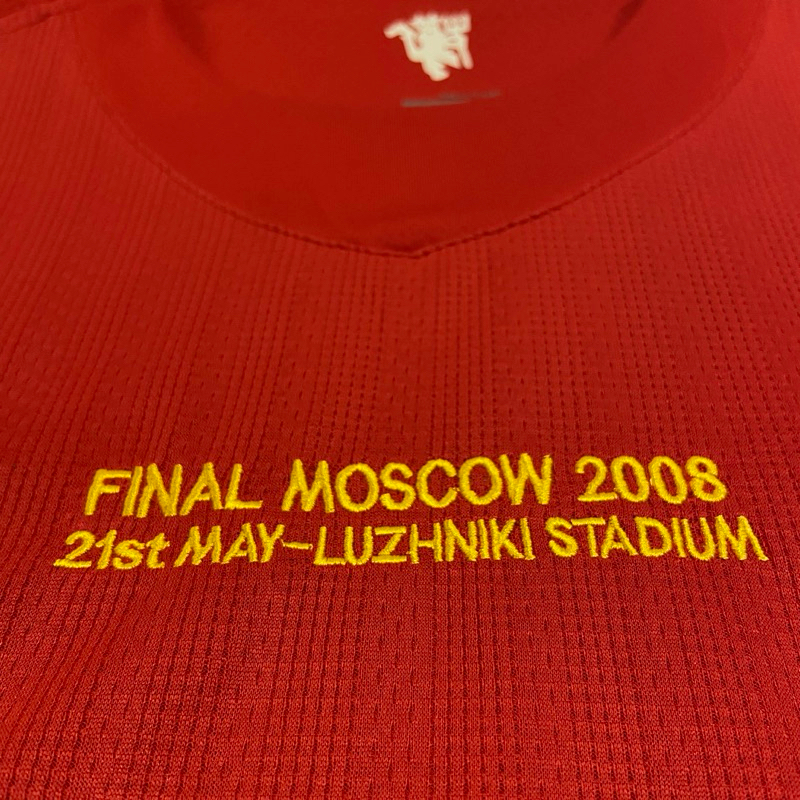 FINAL MOSCOW 2008
21st MAY-LUZHNIKI STADIUM